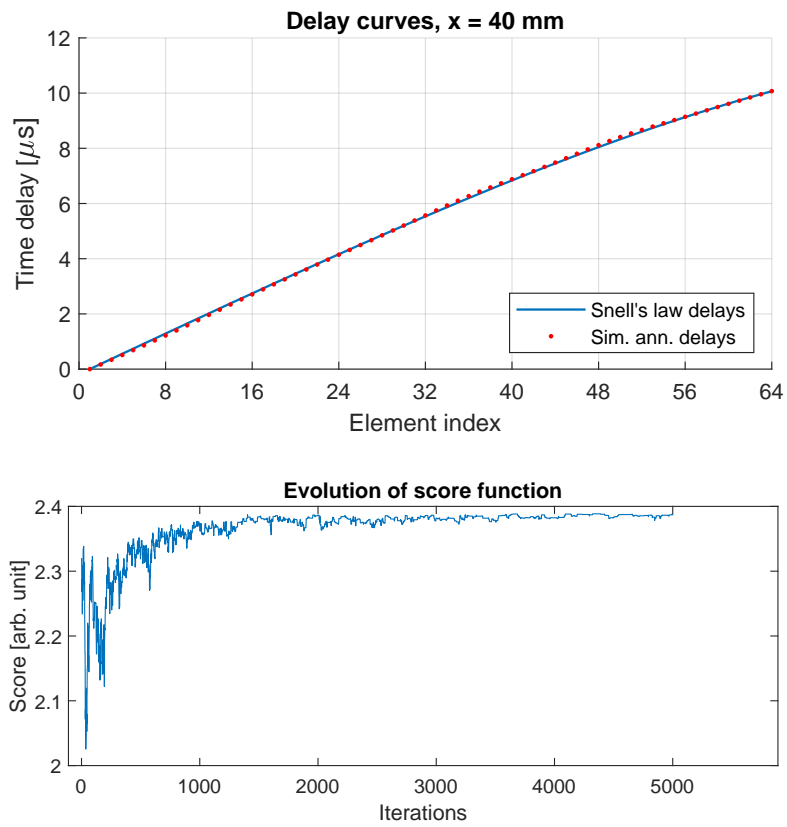 Delay curves, x = 40 mm
12
10
8
6
4
2
0
Time delay [μs]
Snell's law delays
Sim. ann. delays
0 8 16 24 32 40 48 56 64
Element index
Evolution of score function
2.4
2.3
2.2
2.1
2
Score [arb. unit]
0 1000 2000 3000 4000 5000
Iterations